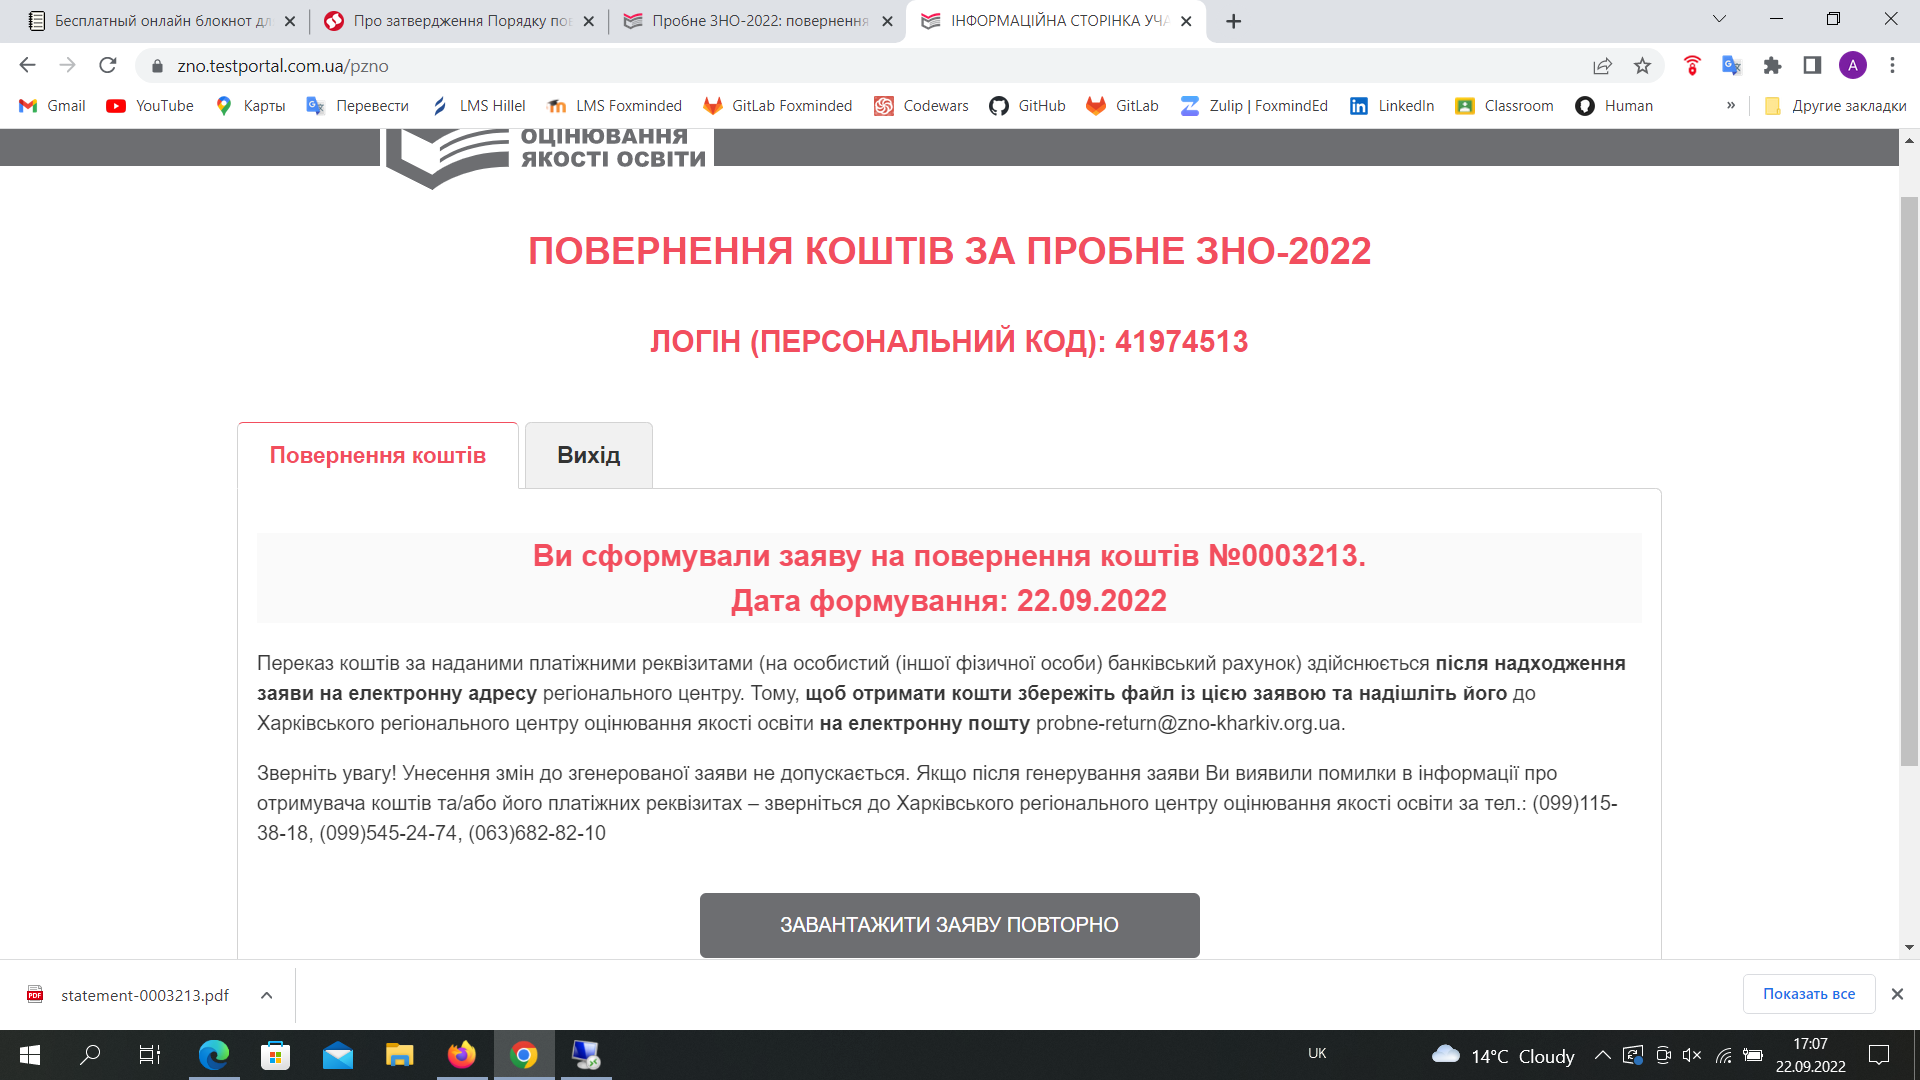 Бесплатный онлайн блокнот дл
Про затвердження Порядку по
Пробне ЗНО-2022: повернення
ІНФОРМАЦІЙНА СТОРІНКА УЧА
zno.testportal.com.ua/pzno
A
Gmail
YouTube
Карты
Перевести
LMS Hillel
LMS Foxminded
GitLab Foxminded
Codewars
GitHub
GitLab
Zulip | FoxmindEd
LinkedIn
Classroom
Human
»
Другие закладки
ОЦІНЮВАННЯ
ЯКОСТІ ОСВІТИ
ПОВЕРНЕННЯ КОШТІВ ЗА ПРОБНЕ ЗНО-2022
ЛОГІН (ПЕРСОНАЛЬНИЙ КОД): 41974513
Повернення коштів
Вихід
Ви сформували заяву на повернення коштів №0003213.
Дата формування: 22.09.2022
Переказ коштів за наданими платіжними реквізитами (на особистий (іншої фізичної особи) банківський рахунок) здійснюється після надходження
заяви на електронну адресу регіонального центру. Тому, щоб отримати кошти збережіть файл із цією заявою та надішліть його до
Харківського регіонального центру оцінювання якості освіти на електронну пошту probne-return@zno-kharkiv.org.ua.
Зверніть увагу! Унесення змін до згенерованої заяви не допускається. Якщо після генерування заяви Ви виявили помилки в інформації про
отримувача коштів та/або його платіжних реквізитах – зверніться до Харківського регіонального центру оцінювання якості освіти за тел.: (099)115-
38-18, (099)545-24-74, (063)682-82-10
ЗАВАНТАЖИТИ ЗАЯВУ ПОВТОРНО
PDF
statement-0003213.pdf
Показать все
UK
14°C Cloudy
17:07
22.09.2022